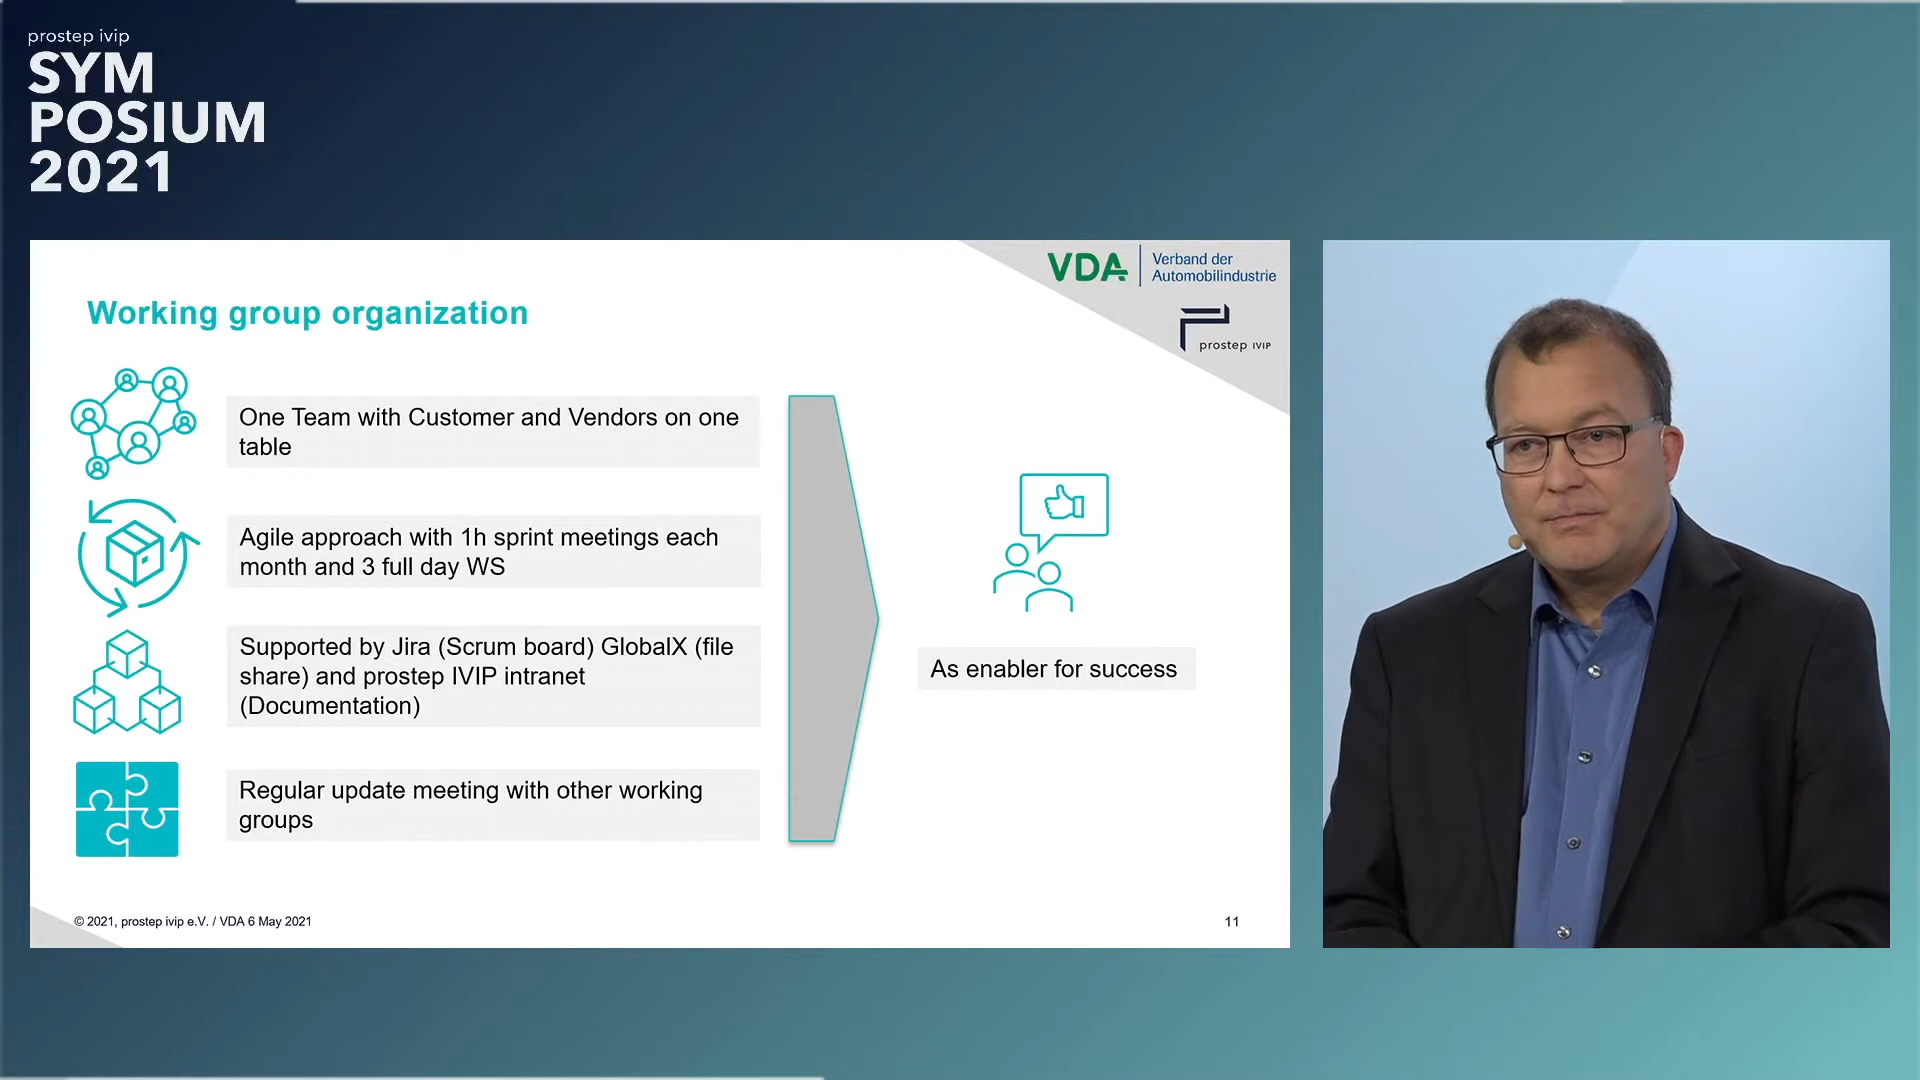 prostep ivip
SYM
POSIUM
2021
VDA
Verband der
Automobilindustrie
prostep IVIP
Working group organization
One Team with Customer and Vendors on one
table
Agile approach with 1h sprint meetings each
month and 3 full day WS
Supported by Jira (Scrum board) GlobalX (file
share) and prostep IVIP intranet
(Documentation)
Regular update meeting with other working
groups
As enabler for success
© 2021, prostep ivip e.V. / VDA 6 May 2021
11